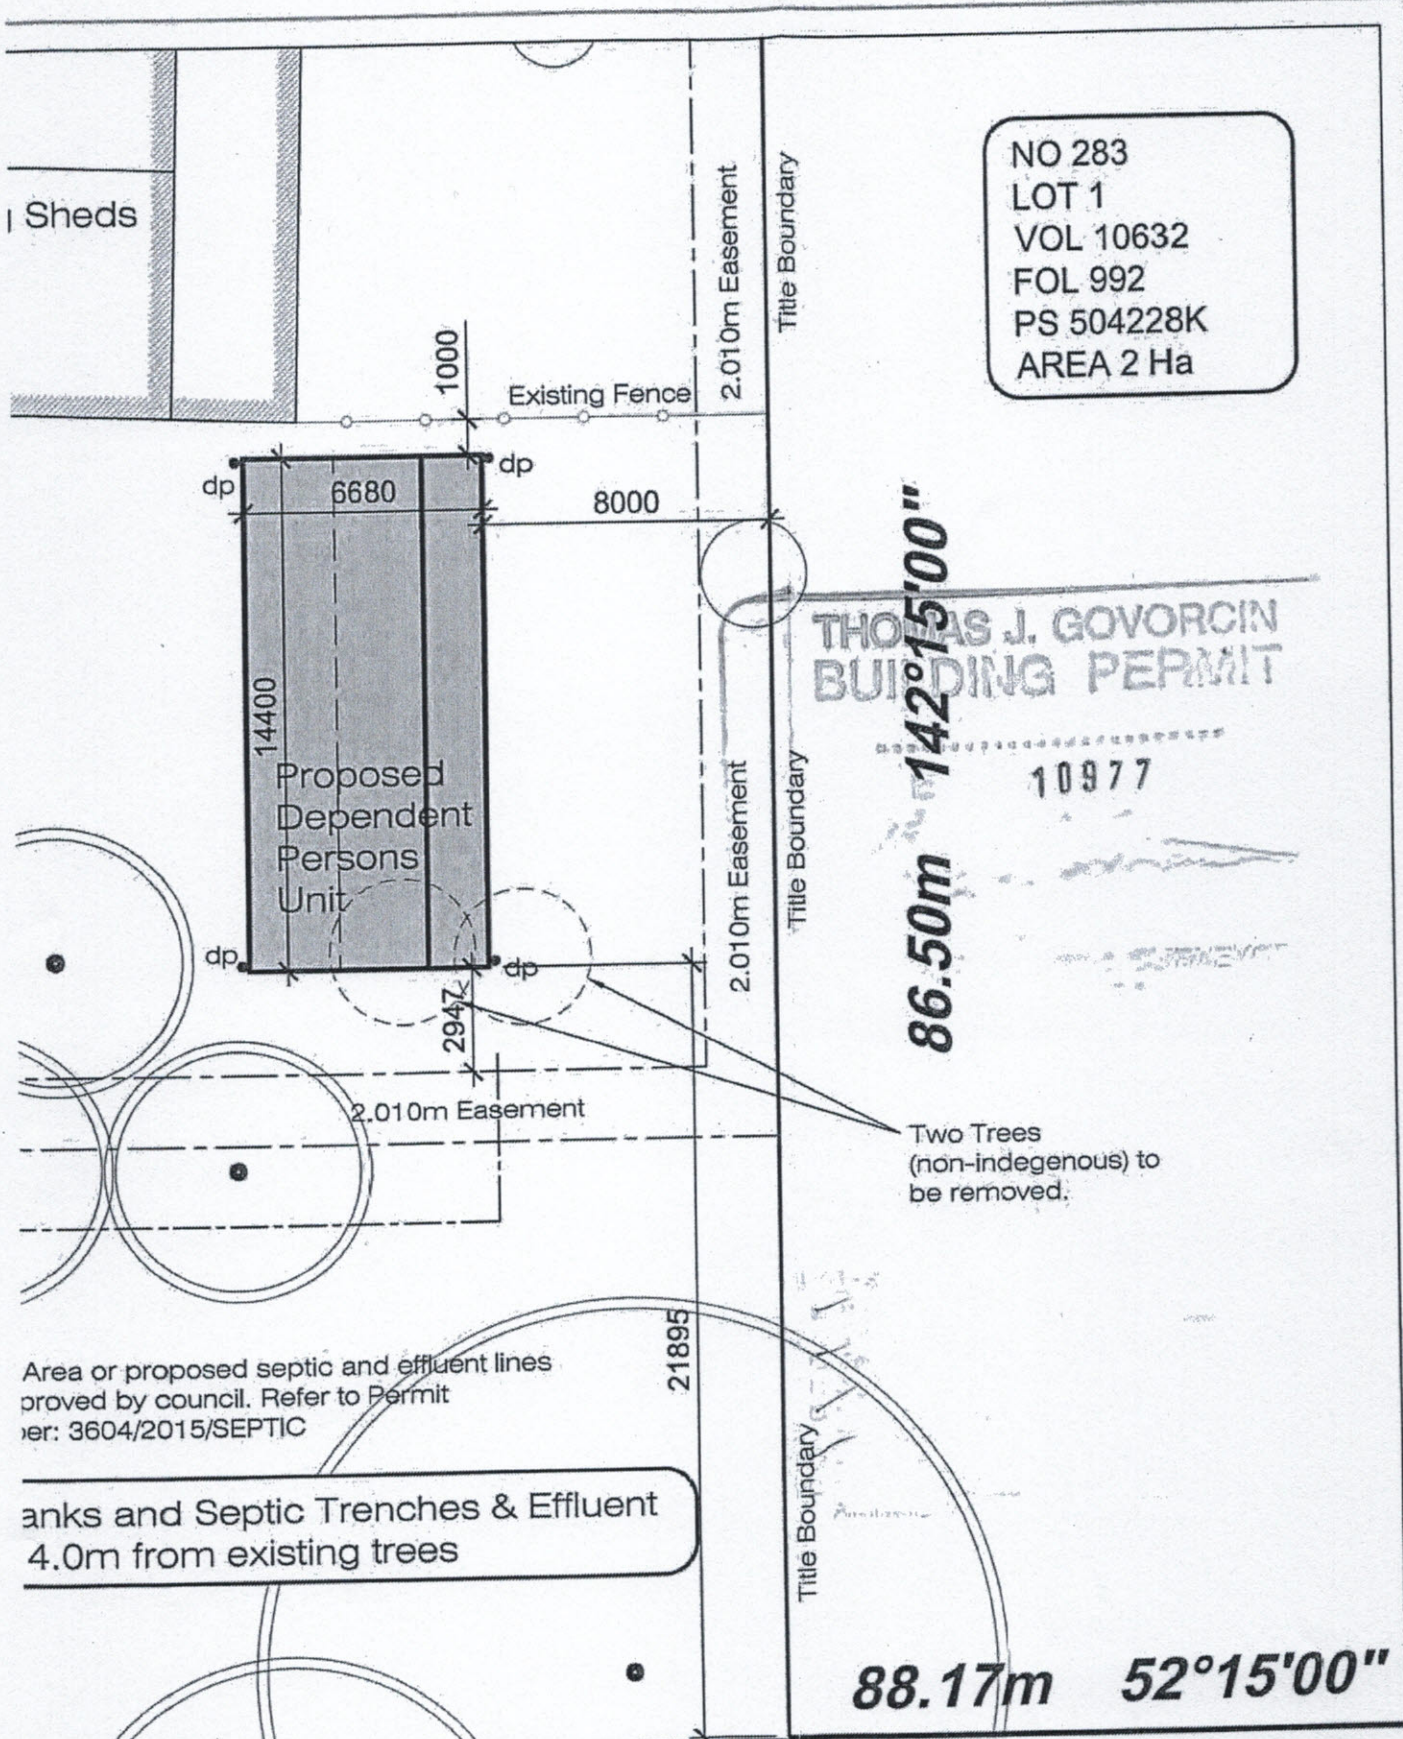 Sheds
1000
Existing Fence
2.010m Easement
Title Boundary
NO 283
LOT 1
VOL 10632
FOL 992
PS 504228K
AREA 2 Ha
dp
dp
6680
8000
14400
Proposed
Dependent
Persons
Unit
dp
dp
2947
2.010m Easement
Title Boundary
86.50m 142°15'00"
THOMAS J. GOVORCIN
BUILDING PERMIT
10977
2.010m Easement
Two Trees
(non-indegenous) to
be removed.
21895
Area or proposed septic and effluent lines
proved by council. Refer to Permit
er: 3604/2015/SEPTIC
anks and Septic Trenches & Effluent
4.0m from existing trees
Title Boundary
88.17m 52°15'00"